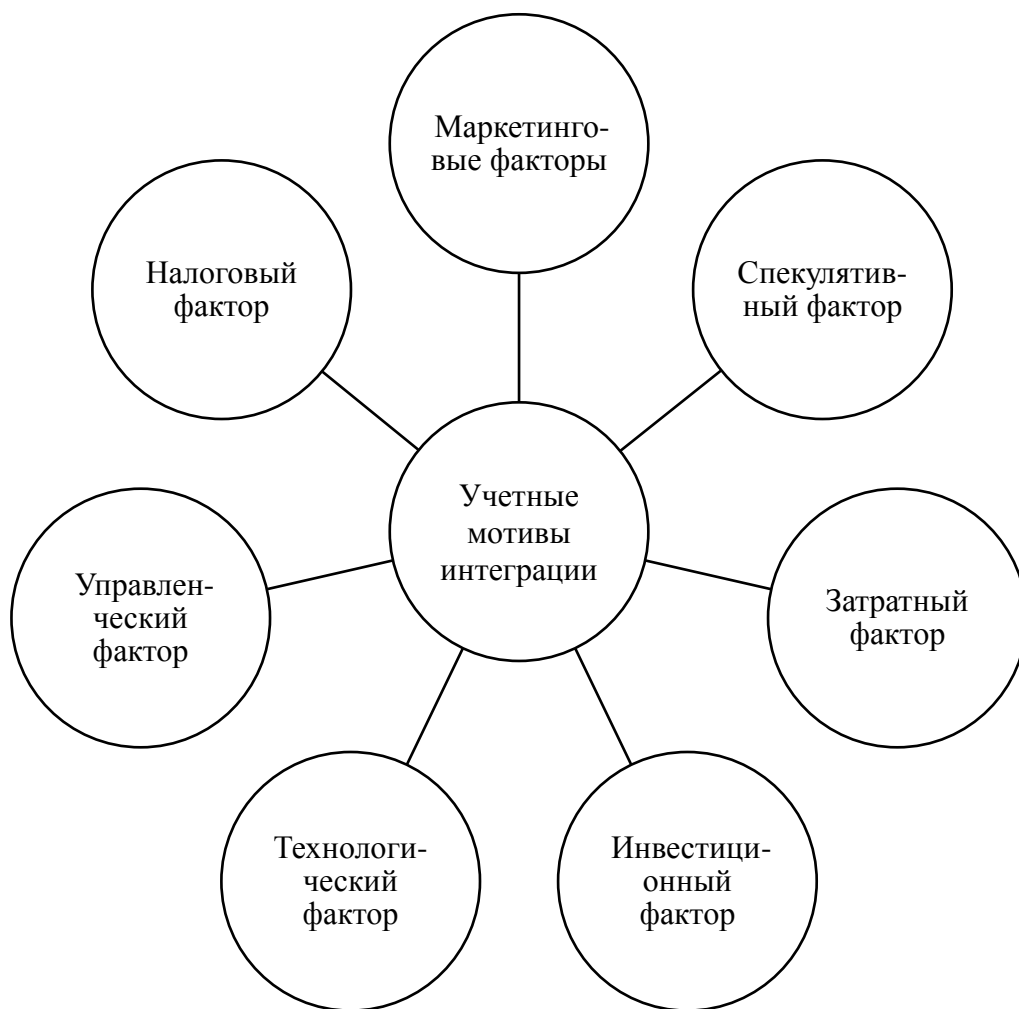 Маркетинго-
вые факторы
Налоговый
фактор
Спекулятив-
ный фактор
Учетные
мотивы
интеграции
Управлен-
ческий
фактор
Затратный
фактор
Технологи-
ческий
фактор
Инвестици-
онный
фактор